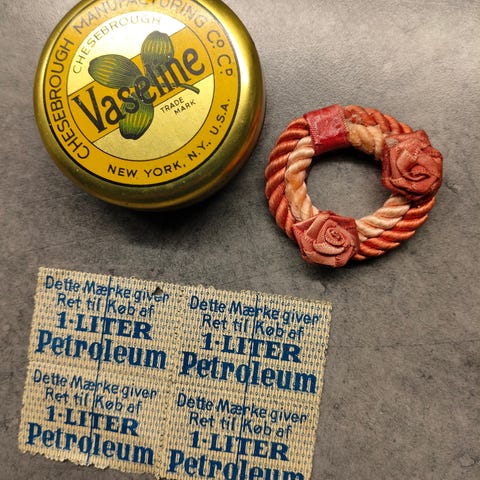 CHESEBROUGH MANUFACTURING CO. C'D.
CHESEBROUGH
Vaseline
TRADE
MARK
NEW YORK, N.Y., U.S.A.
Dette Mærke giver
Ret til Køb af
1·LITER
Petroleum
Dette Mærke giver
Ret til Køb af
1·LITER
Petroleum
Dette Mærke giver
Ret til Køb af
1·LITER
Petroleum
Dette Mærke giver
Ret til Køb af
1·LITER
Petroleum